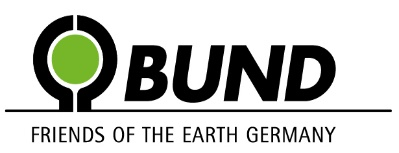 BUND
FRIENDS OF THE EARTH GERMANY